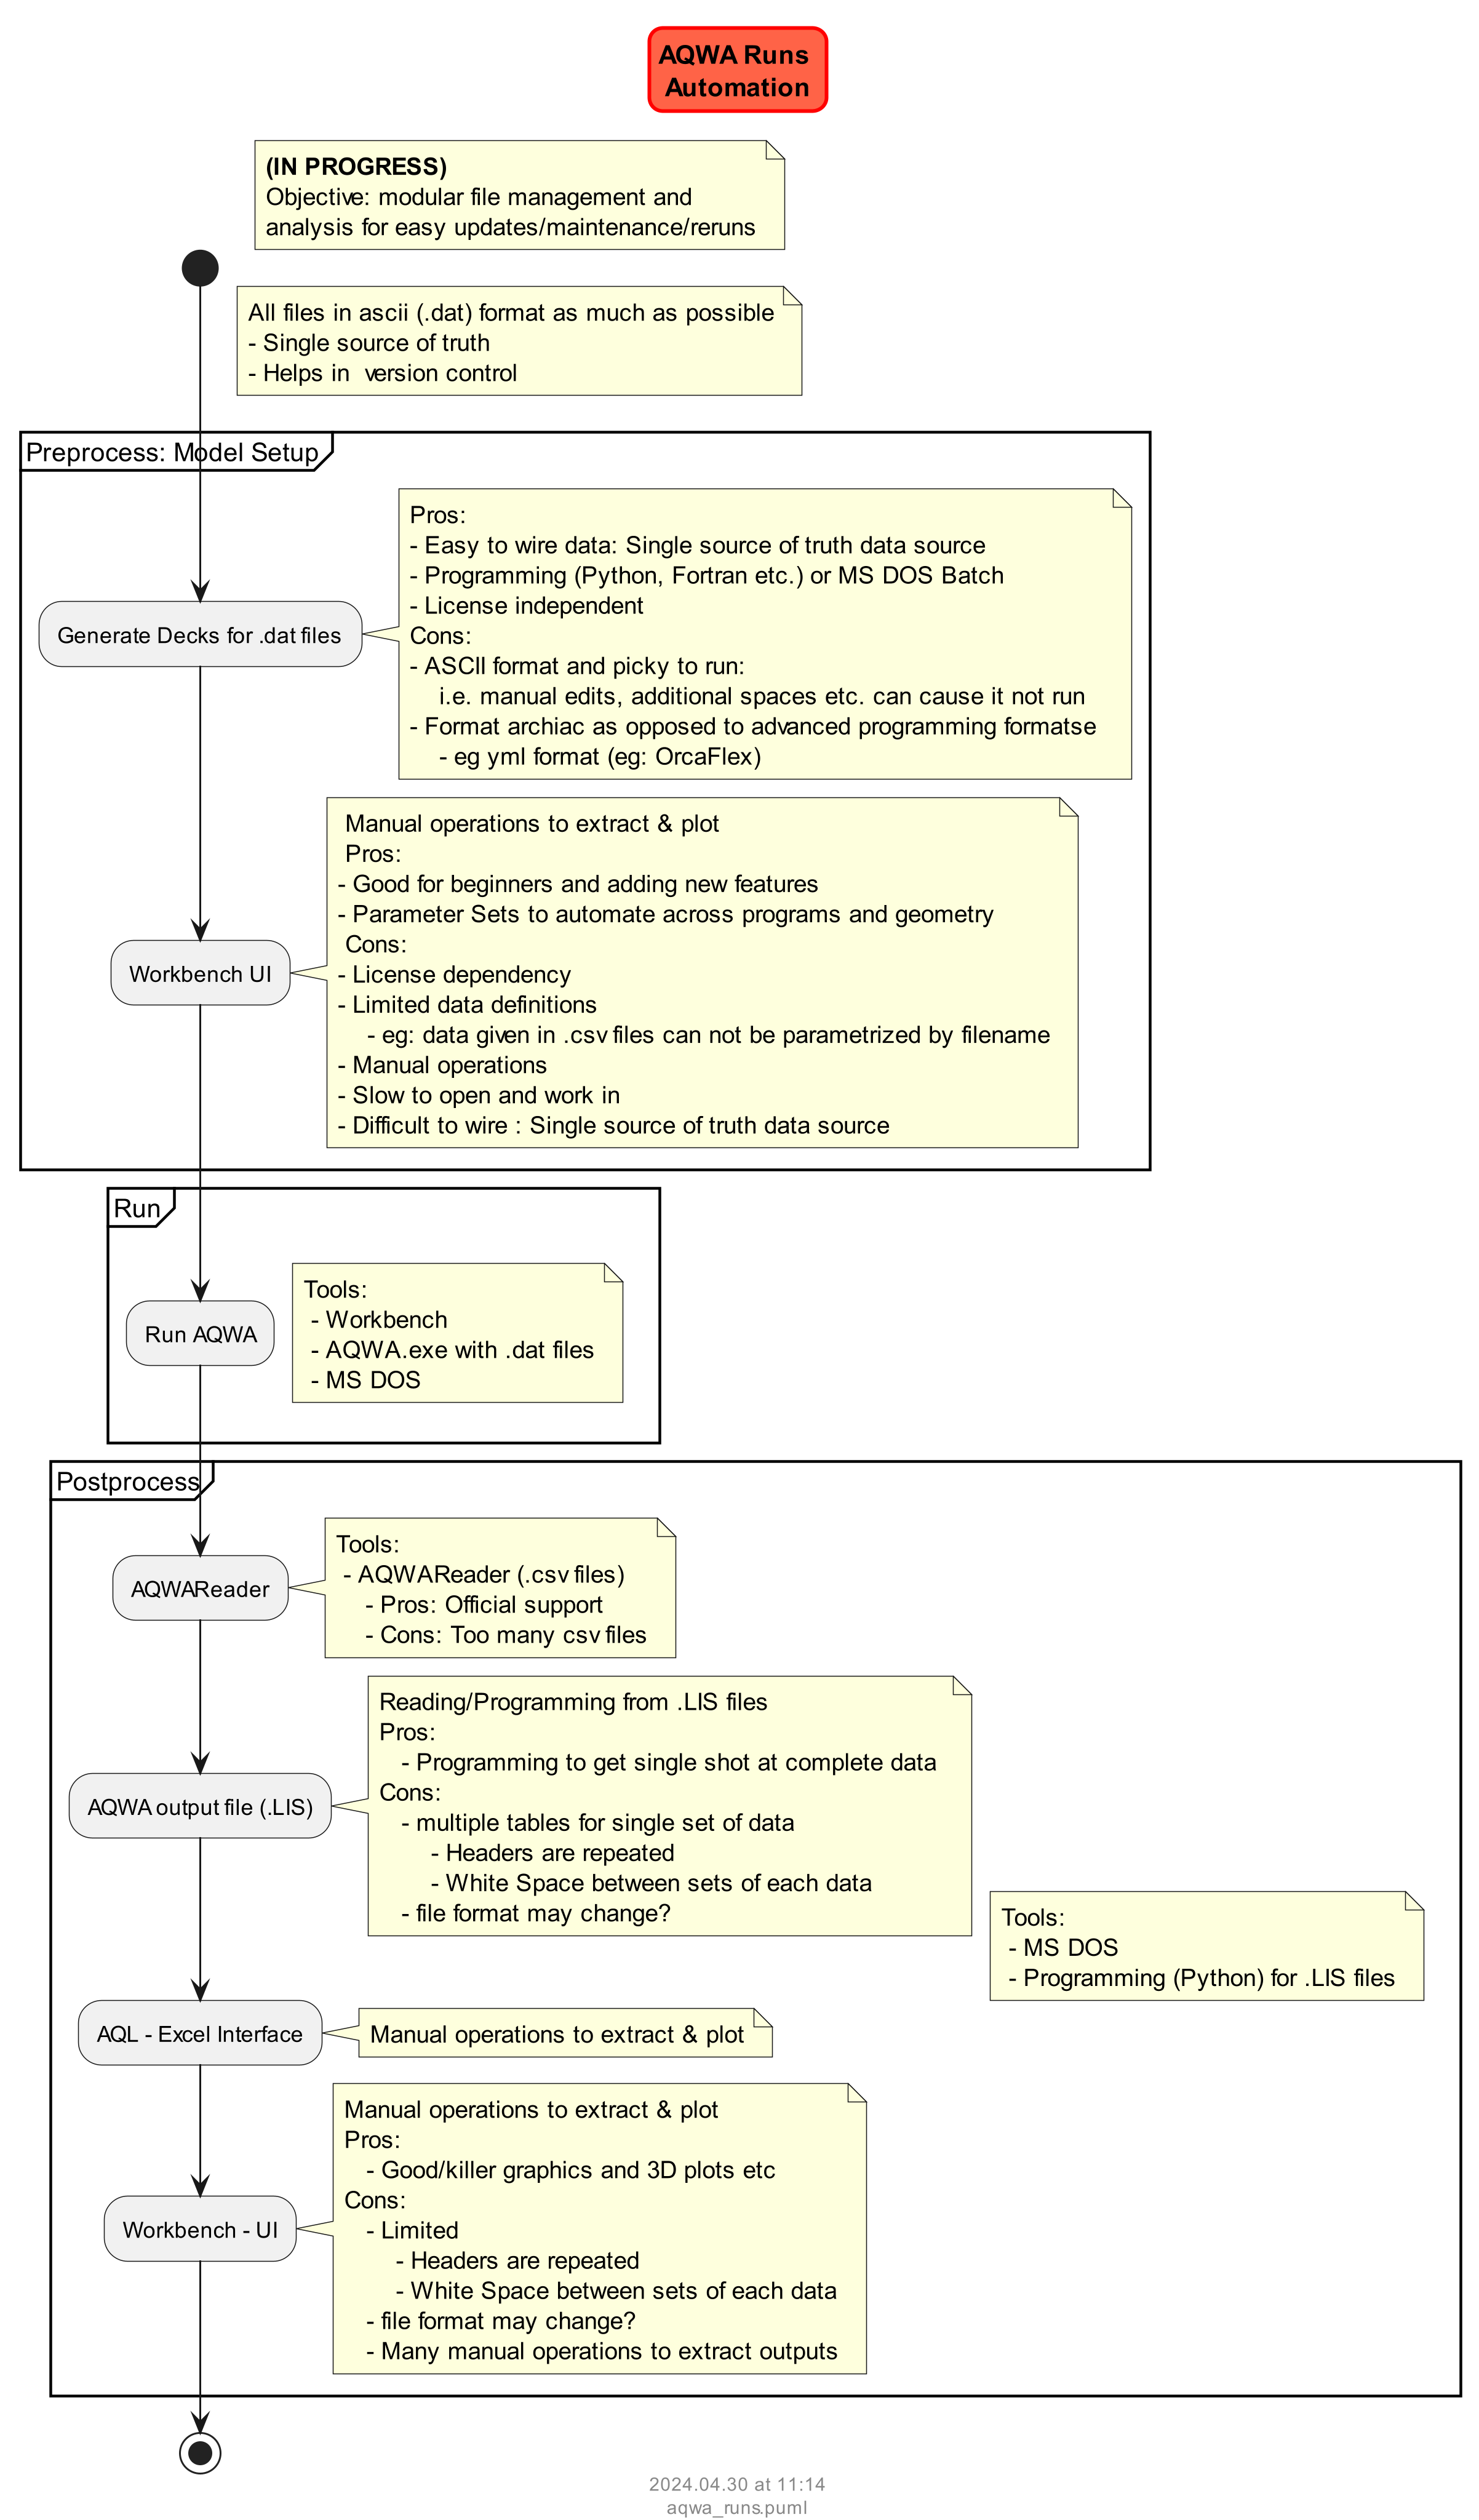 AQWA Runs
Automation
(IN PROGRESS)
Objective: modular file management and
analysis for easy updates/maintenance/reruns
All files in ascii (.dat) format as much as possible
- Single source of truth
- Helps in  version control
Preprocess: Model Setup
Generate Decks for .dat files
Pros:
- Easy to wire data: Single source of truth data source
- Programming (Python, Fortran etc.) or MS DOS Batch
- License independent
Cons:
- ASCII format and picky to run:
i.e. manual edits, additional spaces etc. can cause it not run
- Format archiac as opposed to advanced programming formatse
- eg yml format (eg: OrcaFlex)
Workbench UI
Manual operations to extract & plot
Pros:
- Good for beginners and adding new features
- Parameter Sets to automate across programs and geometry
Cons:
- License dependency
- Limited data definitions
- eg: data given in .csv files can not be parametrized by filename
- Manual operations
- Slow to open and work in
- Difficult to wire : Single source of truth data source
Run
Run AQWA
Tools:
- Workbench
- AQWA.exe with .dat files
- MS DOS
Postprocess
AQWAReader
Tools:
- AQWAReader (.csv files)
- Pros: Official support
- Cons: Too many csv files
AQWA output file (.LIS)
Reading/Programming from .LIS files
Pros:
- Programming to get single shot at complete data
Cons:
- multiple tables for single set of data
- Headers are repeated
- White Space between sets of each data
- file format may change?
Tools:
- MS DOS
- Programming (Python) for .LIS files
AQL - Excel Interface
Manual operations to extract & plot
Workbench - UI
Manual operations to extract & plot
Pros:
- Good/killer graphics and 3D plots etc
Cons:
- Limited
- Headers are repeated
- White Space between sets of each data
- file format may change?
- Many manual operations to extract outputs
2024.04.30 at 11:14
aqwa_runs.puml